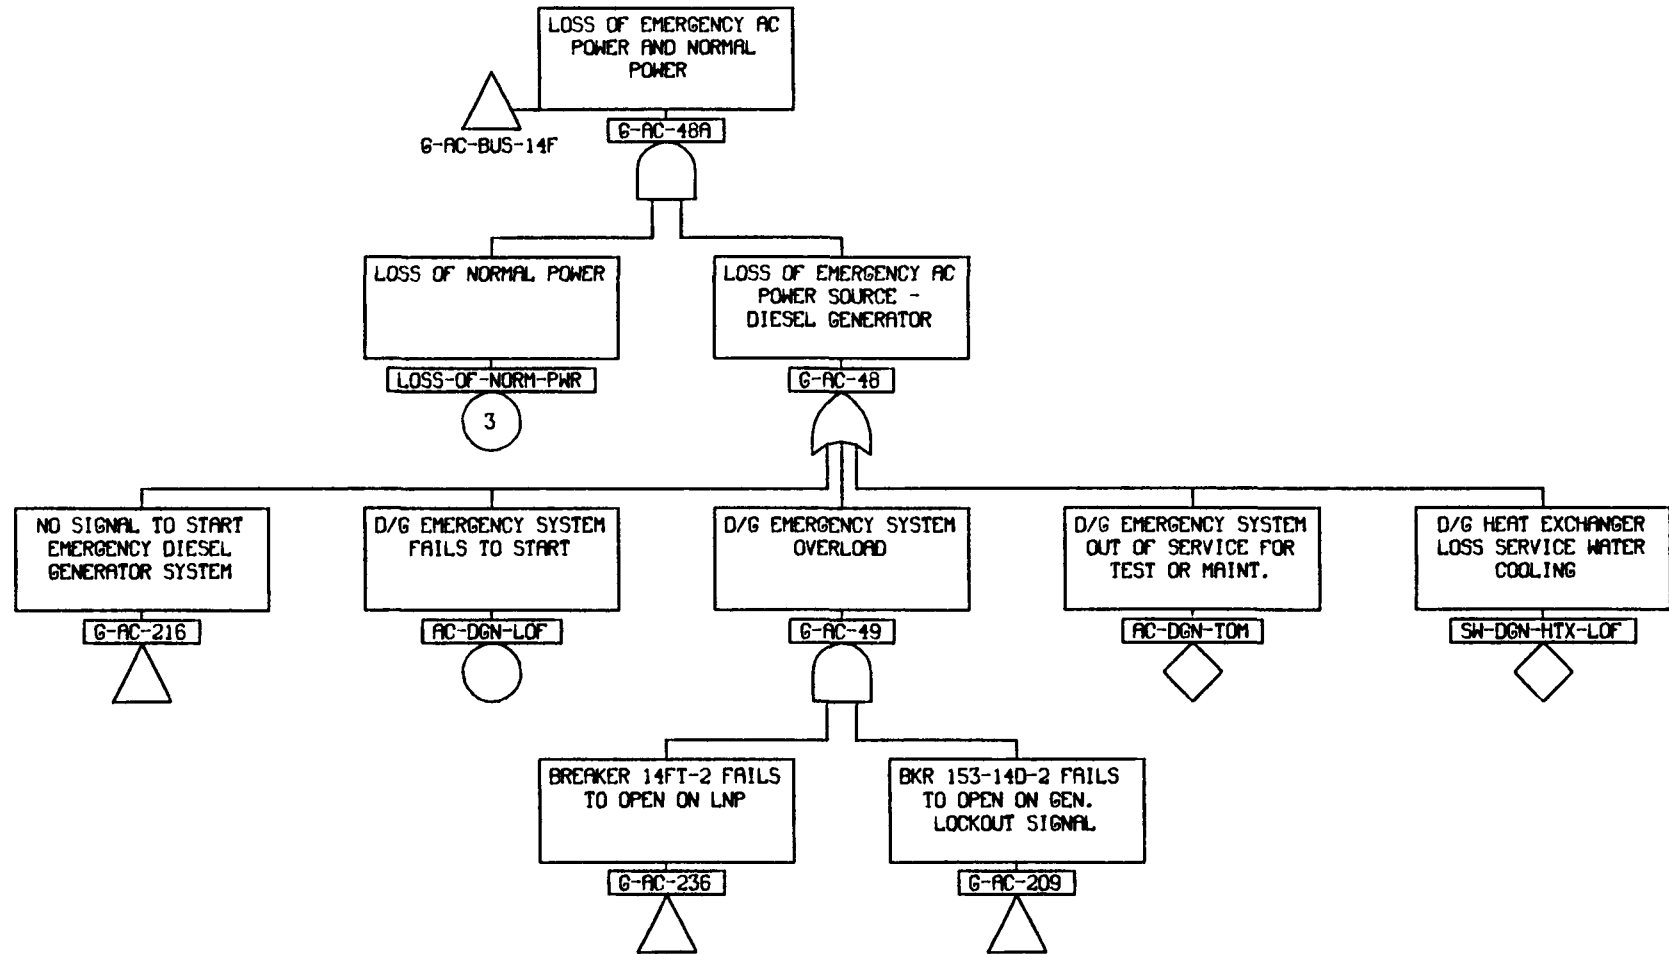 LOSS OF EMERGENCY AC
POWER AND NORMAL
POWER
G-AC-BUS-14F
G-AC-48A
LOSS OF NORMAL POWER
LOSS-OF-NORM-PWR
3
LOSS OF EMERGENCY AC
POWER SOURCE -
DIESEL GENERATOR
G-AC-48
NO SIGNAL TO START
EMERGENCY DIESEL
GENERATOR SYSTEM
G-AC-216
D/G EMERGENCY SYSTEM
FAILS TO START
AC-DGN-LOF
D/G EMERGENCY SYSTEM
OVERLOAD
G-AC-49
D/G EMERGENCY SYSTEM
OUT OF SERVICE FOR
TEST OR MAINT.
AC-DGN-TOM
D/G HEAT EXCHANGER
LOSS SERVICE WATER
COOLING
SW-DGN-HTX-LOF
BREAKER 14FT-2 FAILS
TO OPEN ON LNP
G-AC-236
BKR 153-14D-2 FAILS
TO OPEN ON GEN.
LOCKOUT SIGNAL
G-AC-209